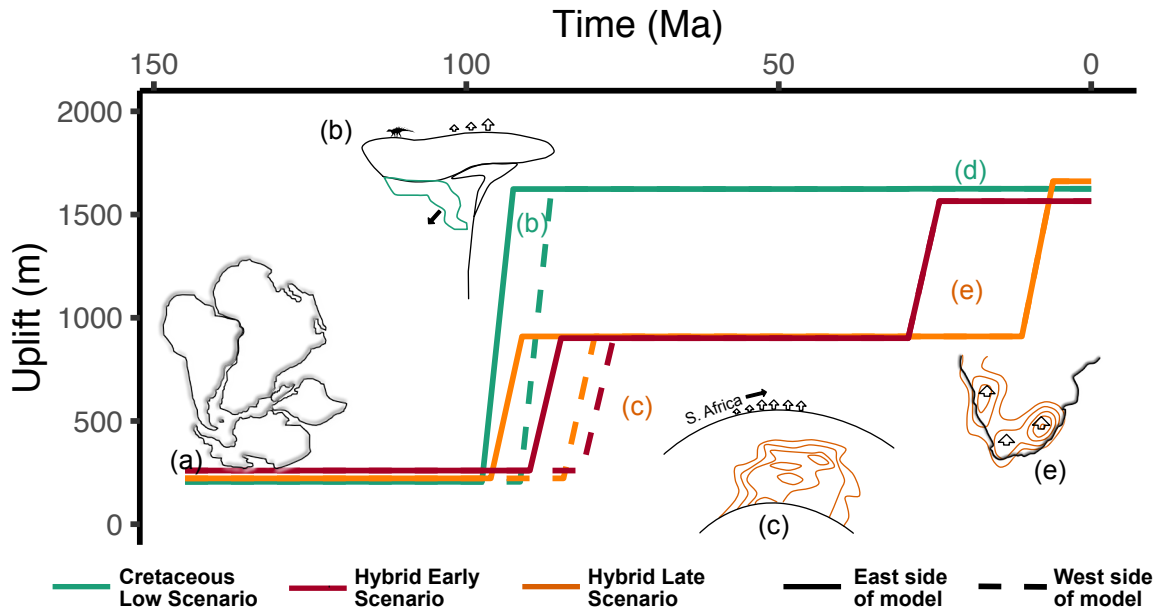 Time (Ma)
150 100 50 0
Uplift (m)
2000
1500
1000
500
0
(b)
(d)
(b)
(e)
(a)
(c)
S. Africa
(c)
(e)
Cretaceous
Low Scenario
Hybrid Early
Scenario
Hybrid Late
Scenario
East side
of model
West side
of model